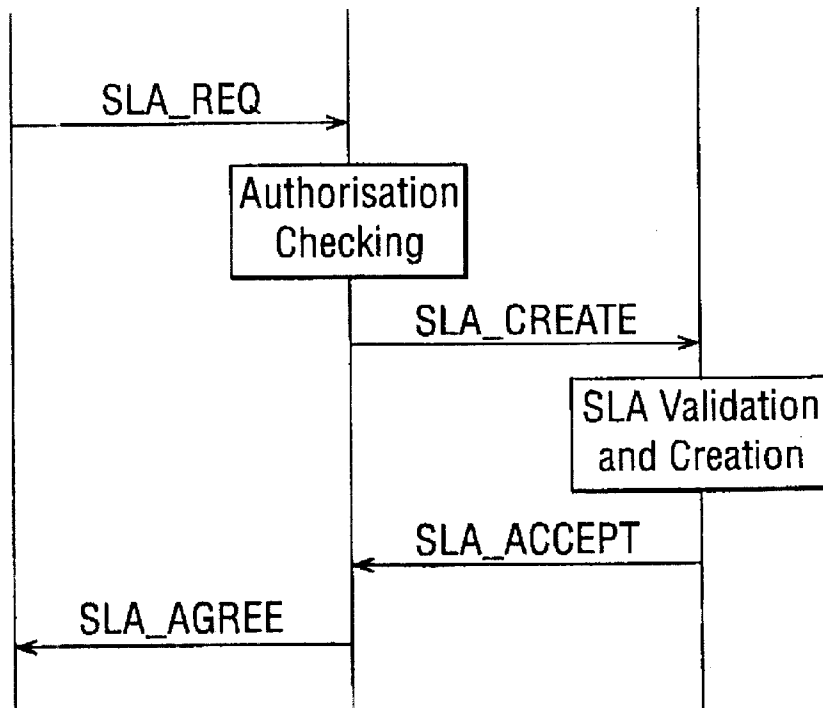 SLA_REQ
Authorisation
Checking
SLA_CREATE
SLA Validation
and Creation
SLA_ACCEPT
SLA_AGREE